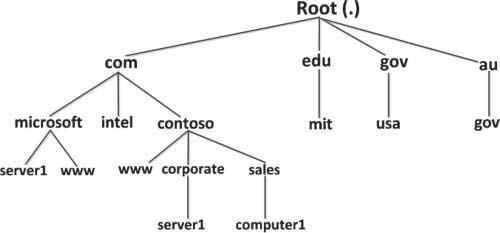 Root (.)
com edu gov au
microsoft intel contoso mit usa gov
server1 www www corporate sales
server1 computer1